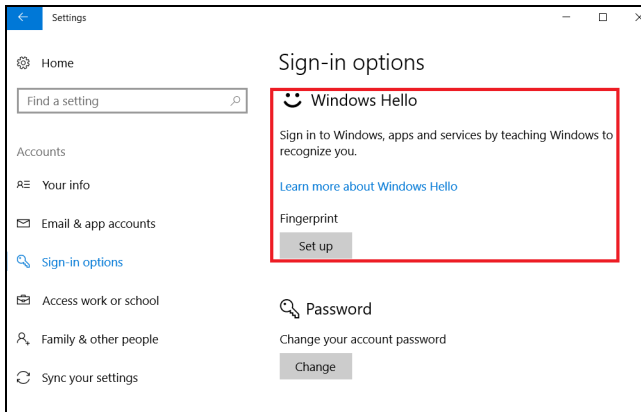 Settings
Home
Find a setting
Accounts
Your info
Email & app accounts
Sign-in options
Access work or school
Family & other people
Sync your settings
Sign-in options
Windows Hello
Sign in to Windows, apps and services by teaching Windows to
recognize you.
Learn more about Windows Hello
Fingerprint
Set up
Password
Change your account password
Change